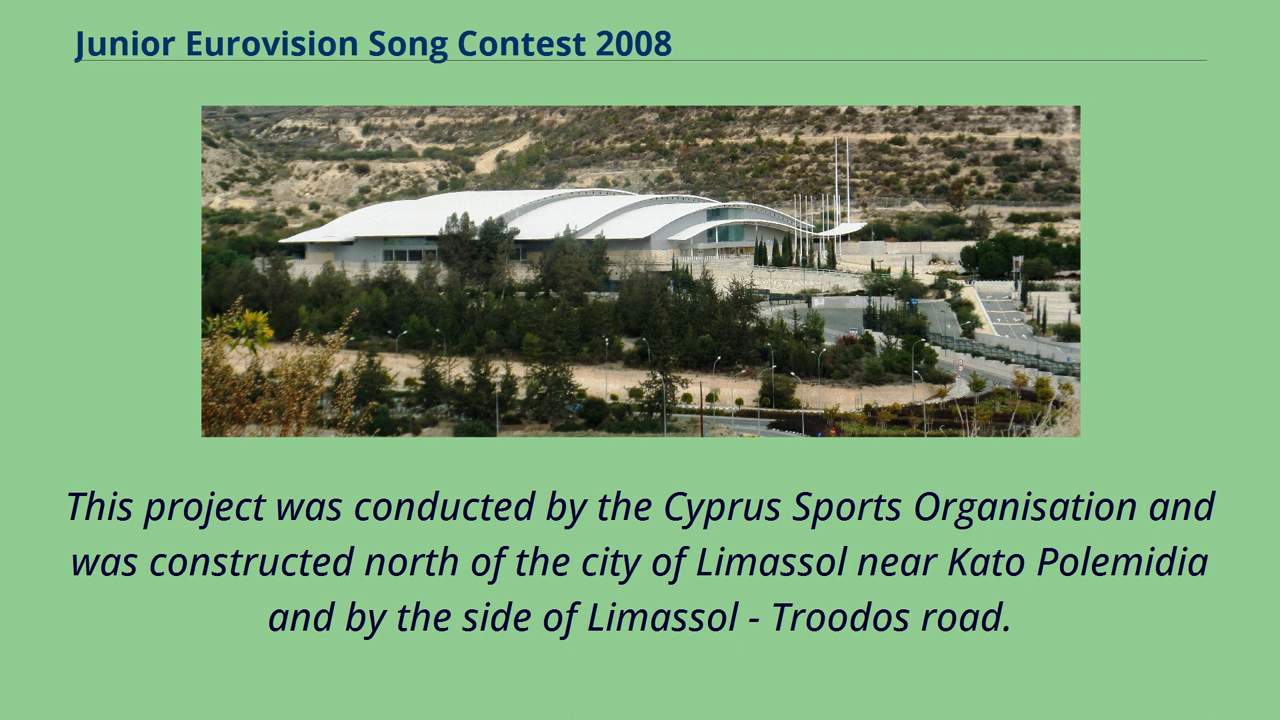 Junior Eurovision Song Contest 2008
This project was conducted by the Cyprus Sports Organisation and
was constructed north of the city of Limassol near Kato Polemidia
and by the side of Limassol - Troodos road.